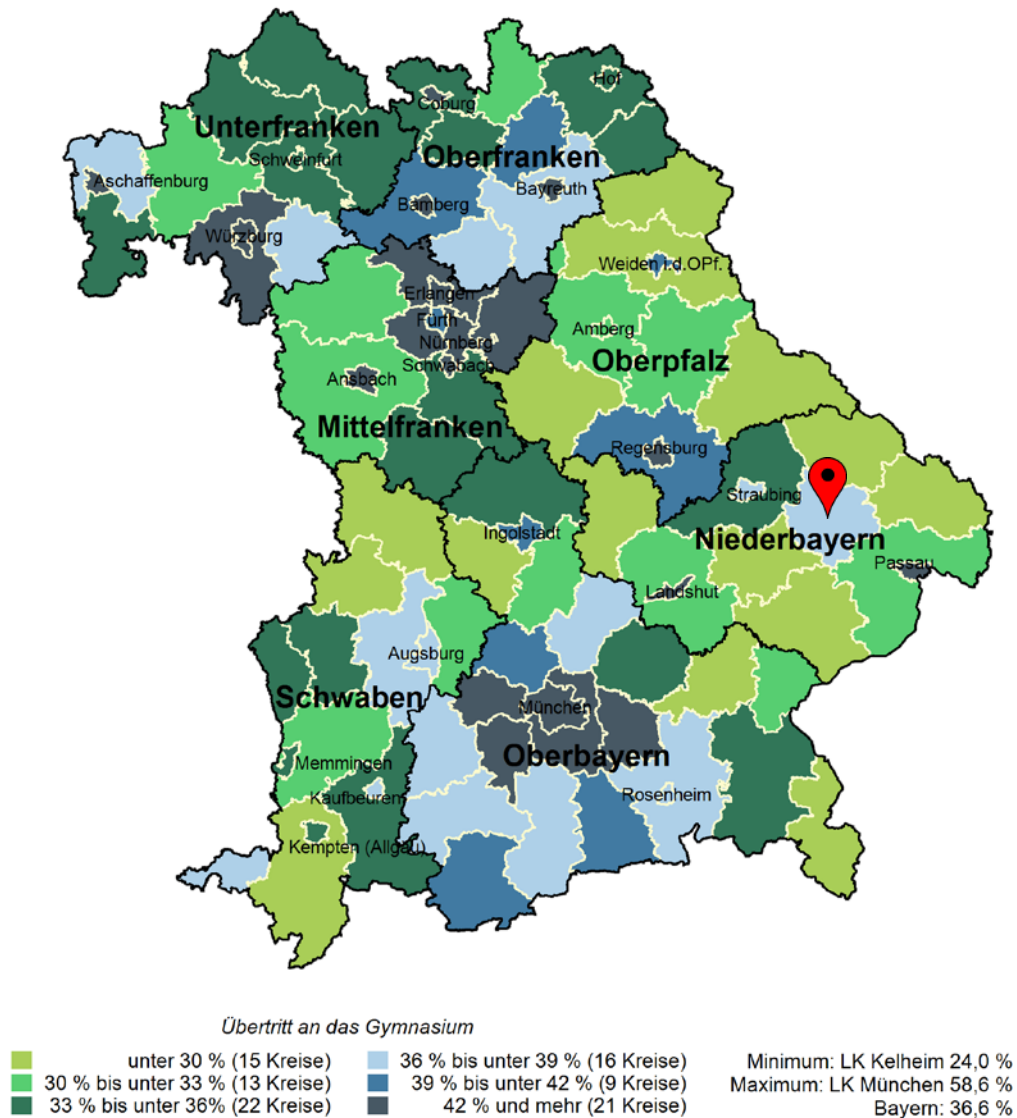 Hof
Coburg
Unterfranken
Oberfranken
Schweinfurt
Aschaffenburg
Bayreuth
Bamberg
Würzburg
Weiden i.d.OPf.
Erlangen
Fürth
Amberg
Nürnberg
Oberpfalz
Schwabach
Ansbach
Mittelfranken
Regensburg
Straubing
Ingolstadt
Niederbayern
Passau
Landshut
Augsburg
Schwaben
München
Oberbayern
Memmingen
Kaufbeuren
Rosenheim
Kempten (Allgäu)
Übertritt an das Gymnasium
unter 30 % (15 Kreise)
30 % bis unter 33 % (13 Kreise)
33 % bis unter 36% (22 Kreise)
36 % bis unter 39 % (16 Kreise)
39 % bis unter 42 % (9 Kreise)
42 % und mehr (21 Kreise)
Minimum: LK Kelheim 24,0 %
Maximum: LK München 58,6 %
Bayern: 36,6 %